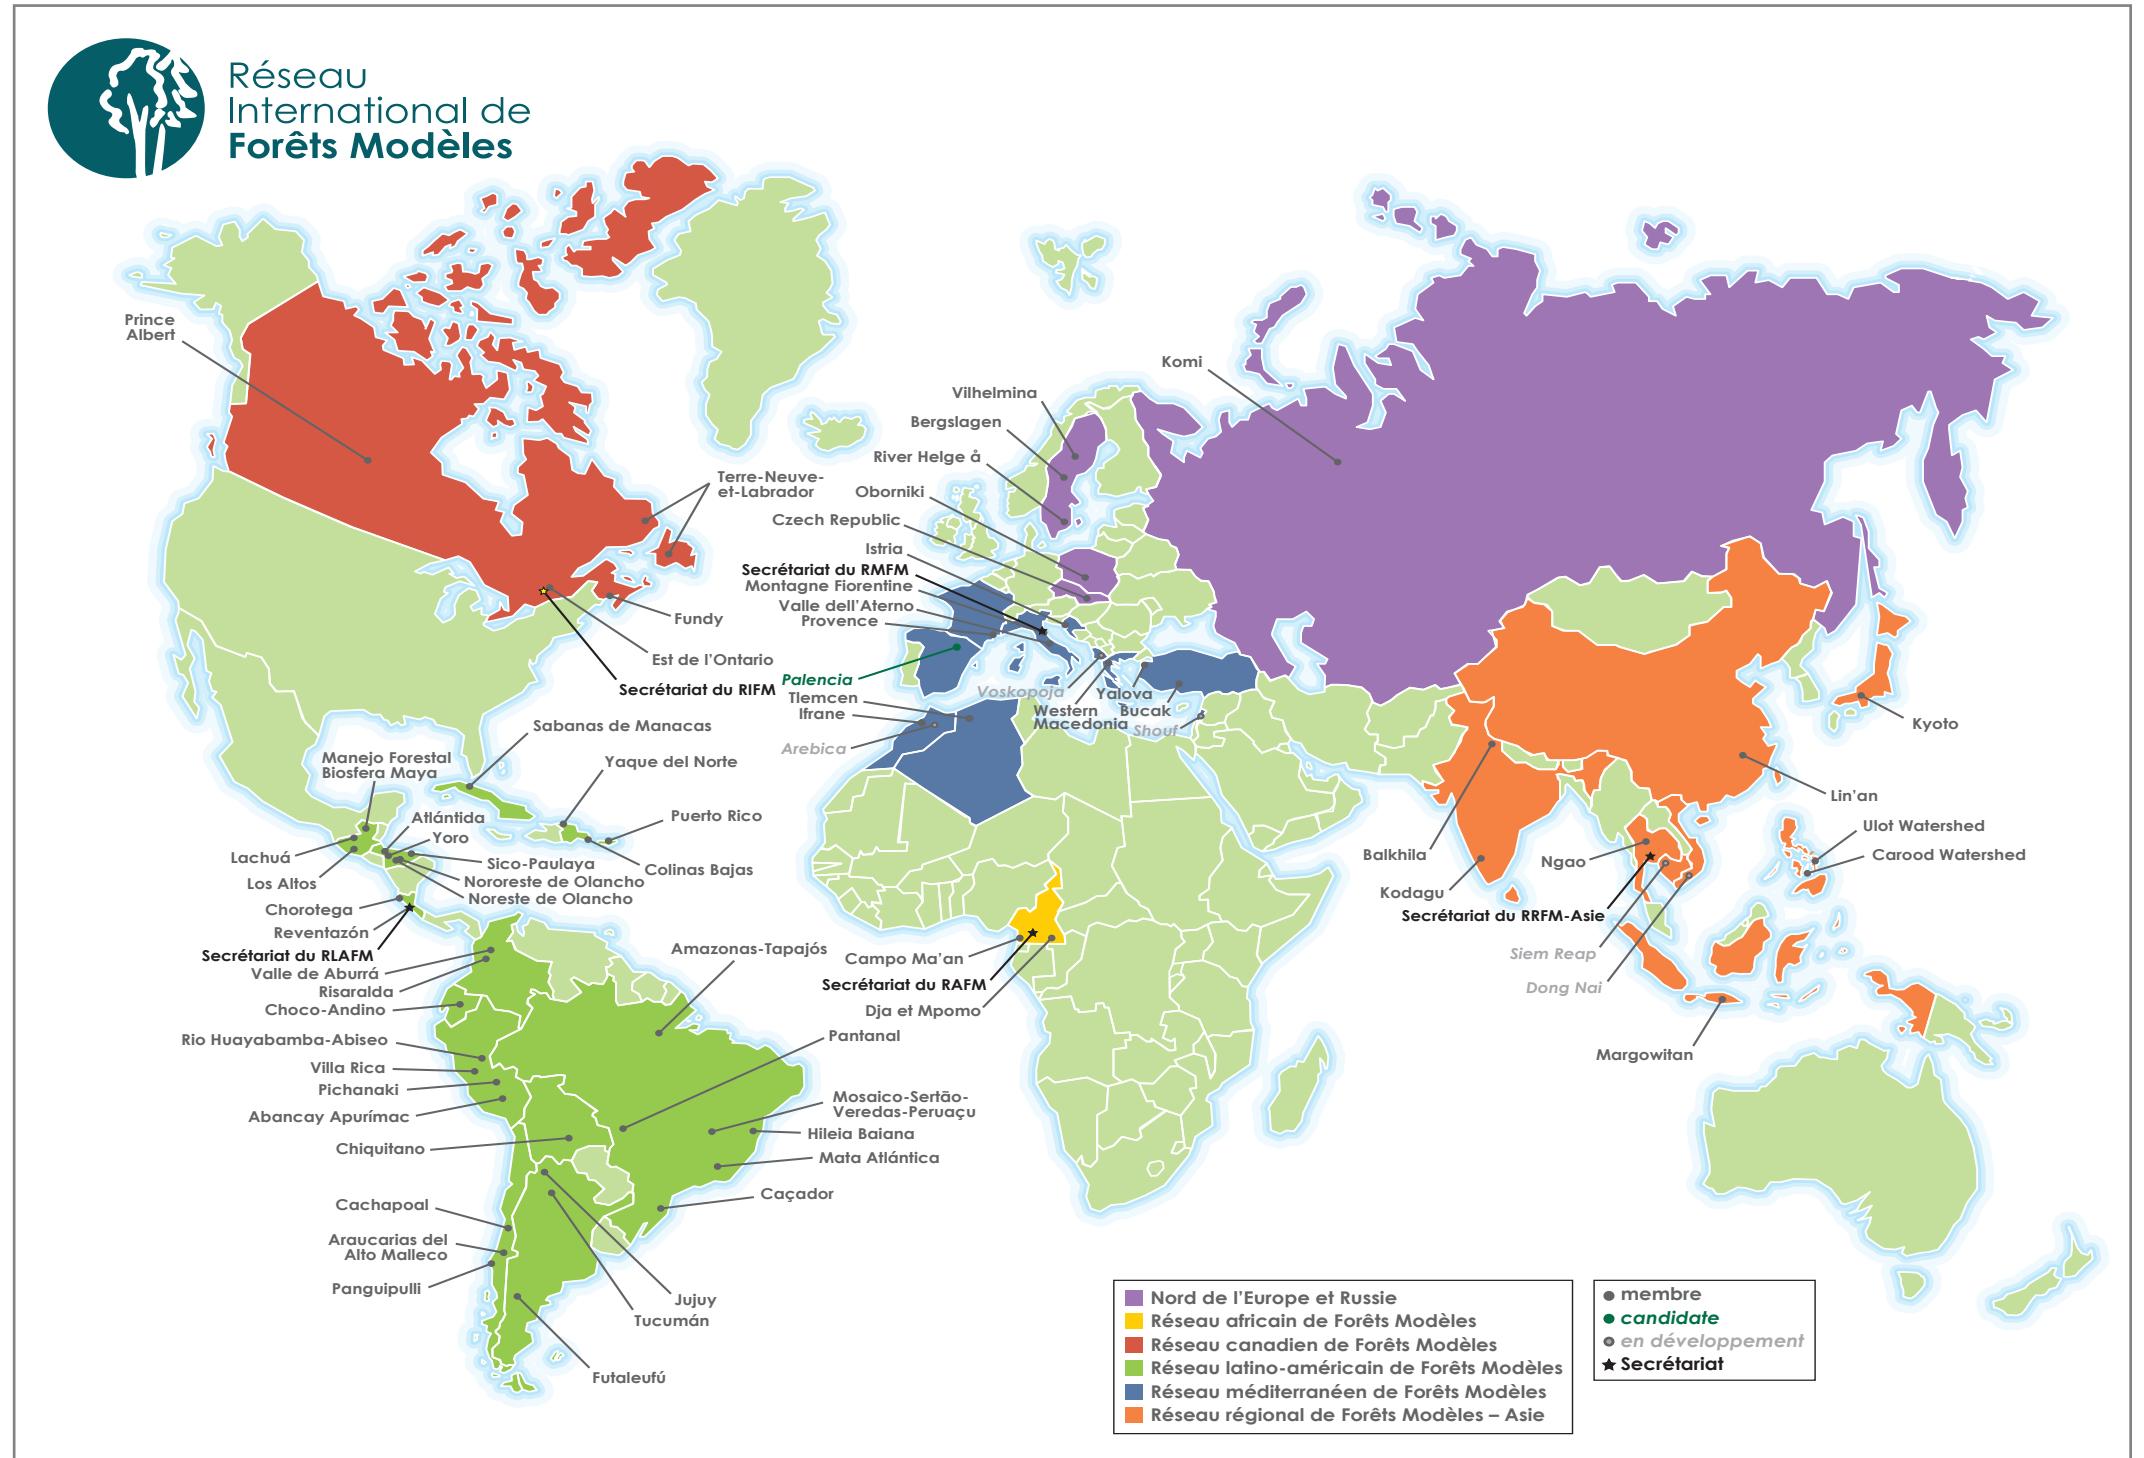 Réseau
International de
Forêts Modèles
Prince
Albert
Terre-Neuve-
et-Labrador
Fundy
Est de l'Ontario
Secrétariat du RIFM
Komi
Vilhelmina
Bergslagen
River Helge å
Oborniki
Czech Republic
Istria
Secrétariat du RMFM
Montagne Fiorentine
Valle dell'Aterno
Provence
Palencia
Tlemcen
Ifrane
Arebica
Voskopoja
Western
Macedonia
Yalova
Bucak
Shouf
Sabanas de Manacas
Manejo Forestal
Biosfera Maya
Yaque del Norte
Atlántida
Yoro
Puerto Rico
Lachuá
Los Altos
Sico-Paulaya
Nororeste de Olancho
Noreste de Olancho
Colinas Bajas
Chorotega
Reventazón
Secrétariat du RLAFM
Valle de Aburrá
Risaralda
Choco-Andino
Rio Huayabamba-Abiseo
Villa Rica
Pichanaki
Abancay Apurímac
Chiquitano
Cachapoal
Araucarias del
Alto Malleco
Panguipulli
Amazonas-Tapajós
Pantanal
Mosaico-Sertão-
Veredas-Peruaçu
Hileia Baiana
Mata Atlántica
Caçador
Jujuy
Tucumán
Futaleufú
Campo Ma'an
Secrétariat du RAFM
Dja et Mpomo
Kyoto
Lin'an
Ulot Watershed
Carood Watershed
Balkhila
Kodagu
Ngao
Secrétariat du RRFM-Asie
Siem Reap
Dong Nai
Margowitan
Nord de l'Europe et Russie
Réseau africain de Forêts Modèles
Réseau canadien de Forêts Modèles
Réseau latino-américain de Forêts Modèles
Réseau méditerranéen de Forêts Modèles
Réseau régional de Forêts Modèles – Asie
membre
candidate
en développement
Secrétariat